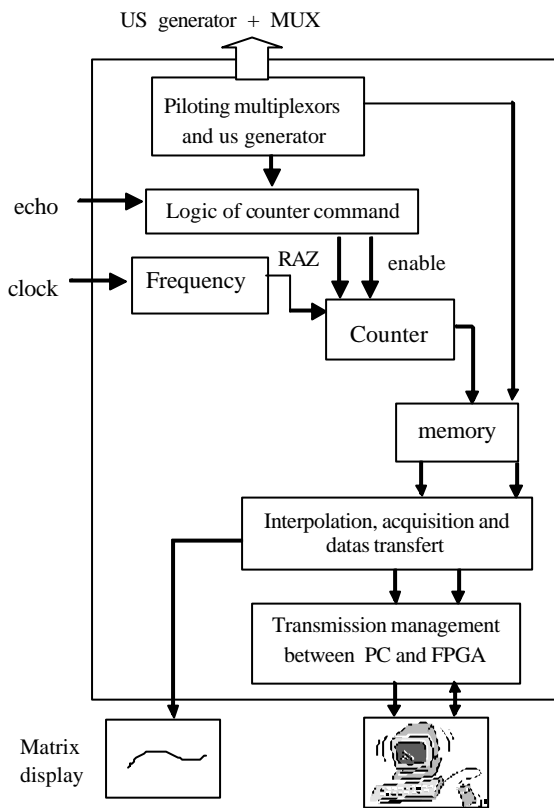 US generator + MUX
Piloting multiplexors
and us generator
echo
Logic of counter command
RAZ
enable
clock
Frequency
Counter
memory
Interpolation, acquisition and
datas transfert
Transmission management
between PC and FPGA
Matrix
display